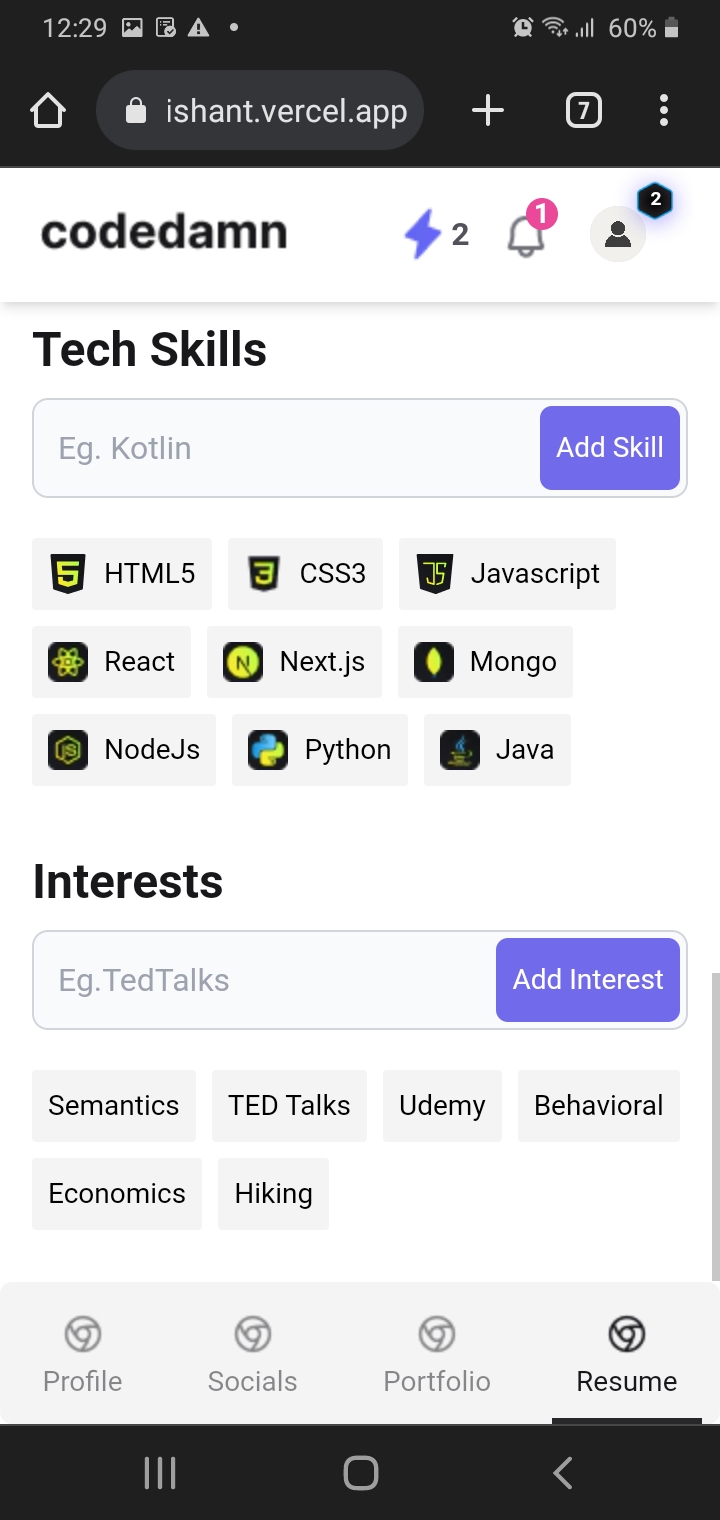 12:29 60%
ishant.vercel.app 7
codedamn 2 1 2
Tech Skills
Eg. Kotlin Add Skill
HTML5 CSS3 Javascript
React Next.js Mongo
NodeJs Python Java
Interests
Eg.TedTalks Add Interest
Semantics TED Talks Udemy Behavioral
Economics Hiking
Profile Socials Portfolio Resume